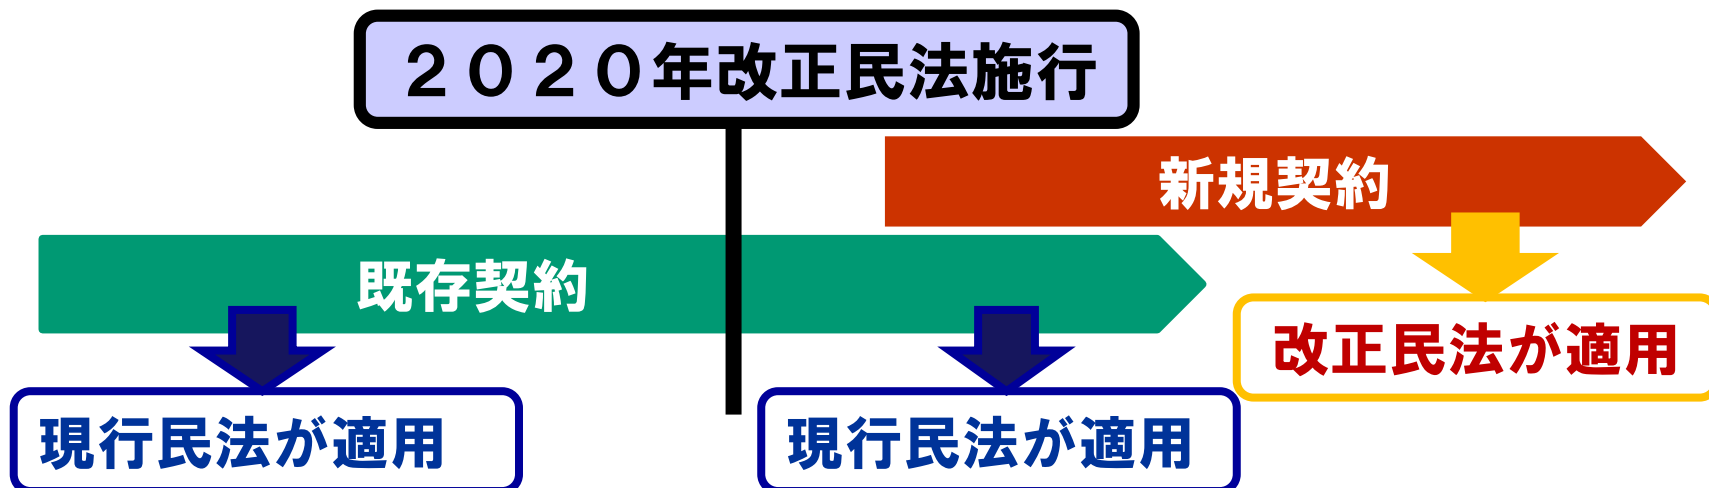 ２０２０年改正民法施行
新規契約
既存契約
改正民法が適用
現行民法が適用
現行民法が適用